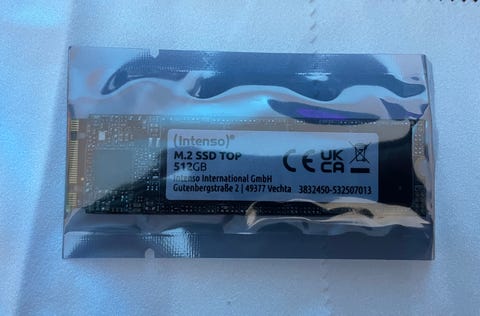 (intenso)®
M.2 SSD TOP
512GB
Intenso International GmbH
Gutenbergstraße 2 | 49377 Vechta
CE UK CA
3832450-532507013